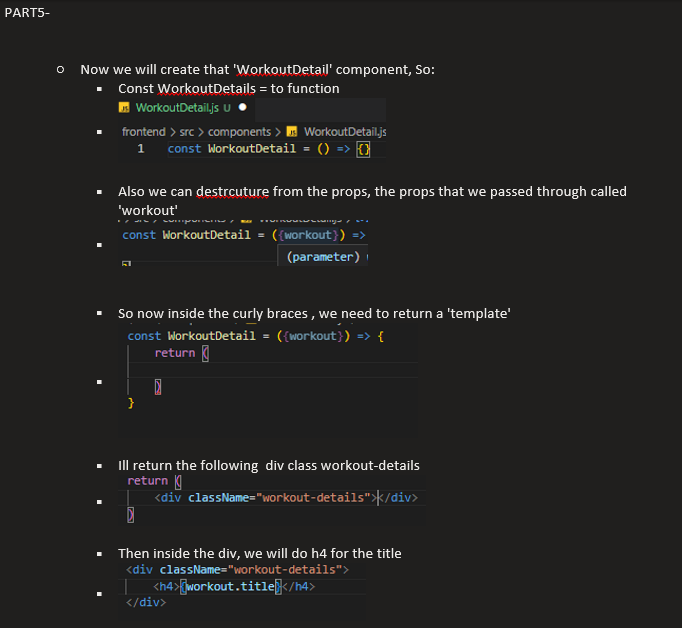 PART5-
Now we will create that 'WorkoutDetail' component, So:
Const WorkoutDetails = to function
WorkoutDetail.js U
frontend > src > components > WorkoutDetail.js
1 const WorkoutDetail = () => {}
Also we can destrcuture from the props, the props that we passed through called
'workout'
const WorkoutDetail = ({workout}) =>
(parameter)
So now inside the curly braces , we need to return a 'template'
const WorkoutDetail = ({workout}) => {
return (
)
}
Ill return the following  div class workout-details
return (
<div className="workout-details"></div>
)
Then inside the div, we will do h4 for the title
<div className="workout-details">
<h4>{workout.title}</h4>
</div>